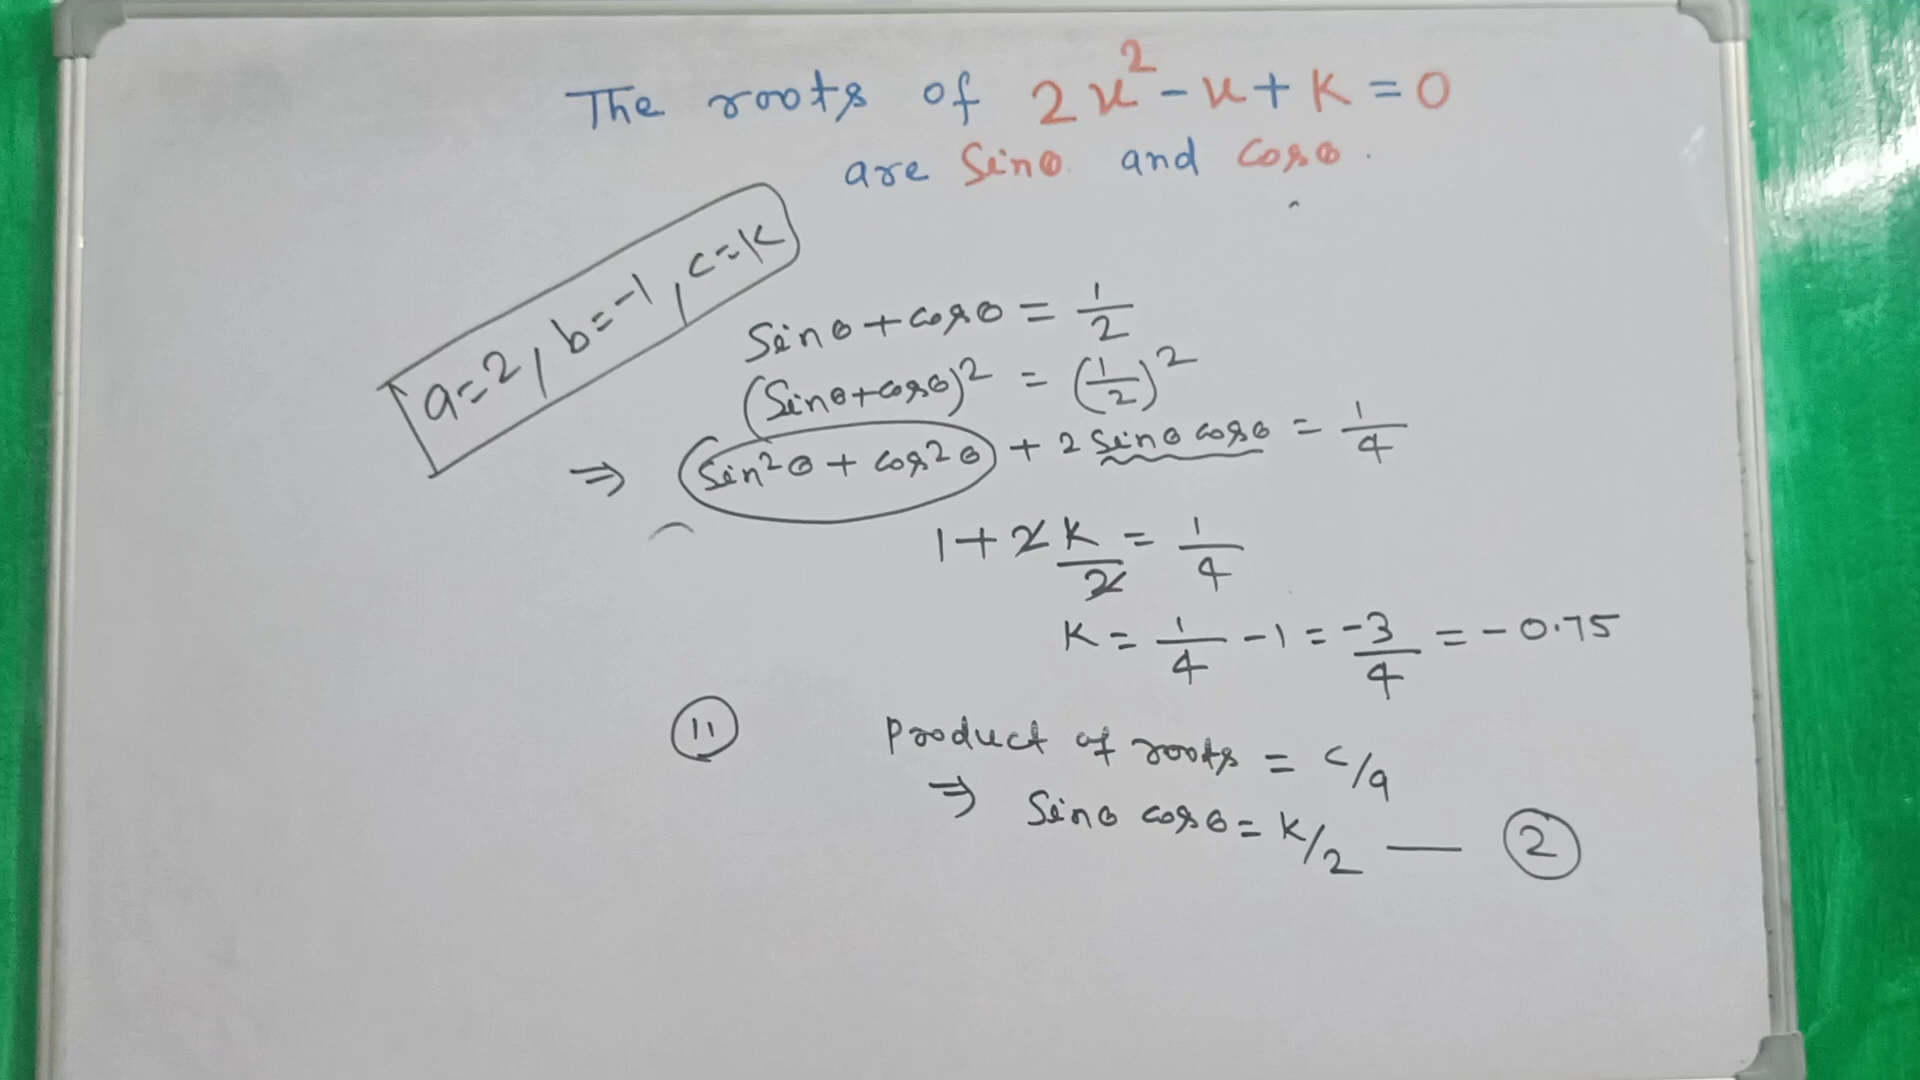 The roots of 2x² - x + K = 0
are Sinθ and cosθ.
a=2, b=-1, c=K
Sinθ + cosθ = 1/2
(Sinθ+cosθ)² = (1/2)²
⇒ Sin²θ + cos²θ + 2 Sinθ cosθ = 1/4
1 + 2 K/2 = 1/4
K = 1/4 - 1 = -3/4 = -0.75
11 Product of roots = c/a
⇒ Sinθ cosθ = K/2 — 2